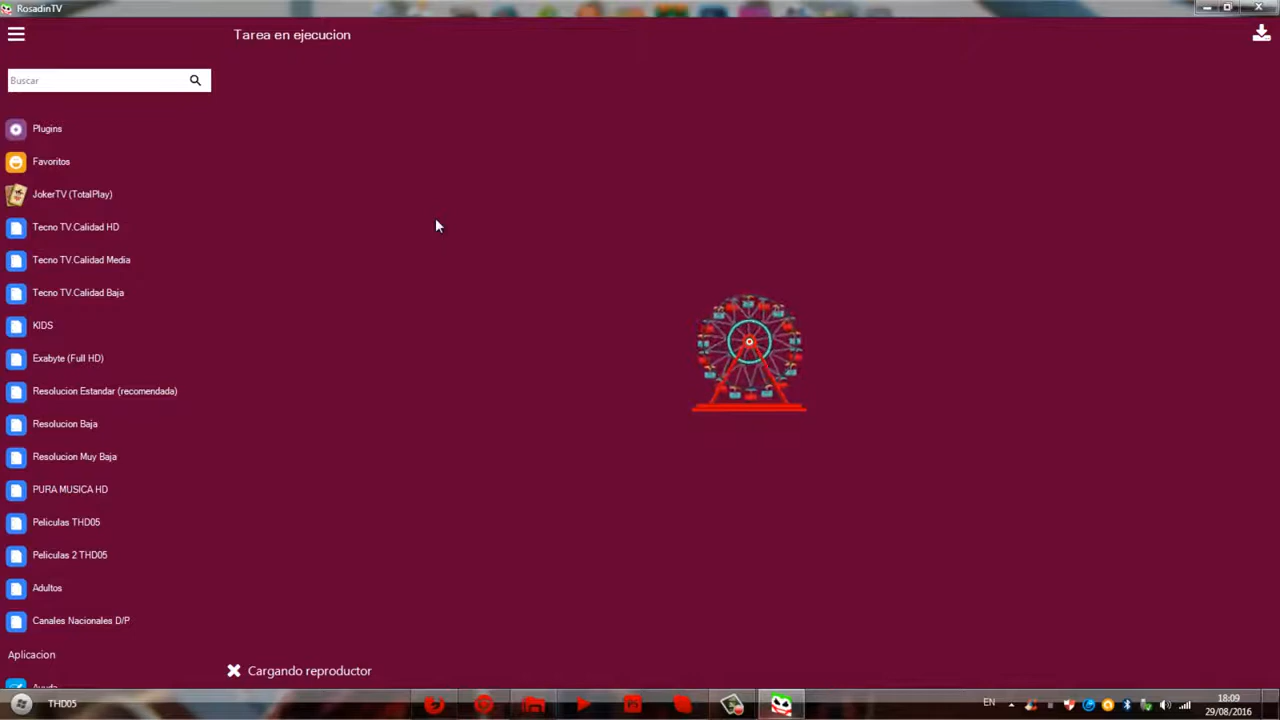 RosadinTV
Tarea en ejecucion
Buscar
Plugins
Favoritos
JokerTV (TotalPlay)
Tecno TV.Calidad HD
Tecno TV.Calidad Media
Tecno TV.Calidad Baja
KIDS
Exabyte (Full HD)
Resolucion Estandar (recomendada)
Resolucion Baja
Resolucion Muy Baja
PURA MUSICA HD
Peliculas THD05
Peliculas 2 THD05
Adultos
Canales Nacionales D/P
Aplicacion
Ayuda
Cargando reproductor
THD05
EN
18:09
29/08/2016